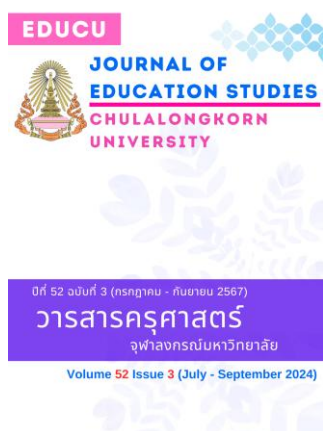 EDUCU
JOURNAL OF
EDUCATION STUDIES
CHULALONGKORN
UNIVERSITY
ปีที่ 52 ฉบับที่ 3 (กรกฎาคม - กันยายน 2567)
วารสารครุศาสตร์
จุฬาลงกรณ์มหาวิทยาลัย
Volume 52 Issue 3 (July - September 2024)